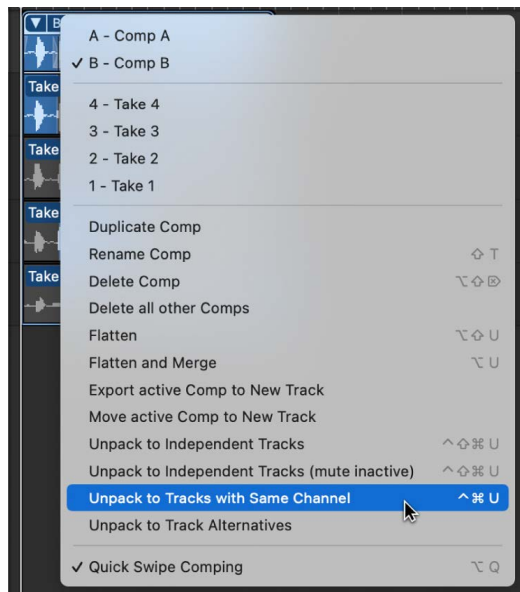 B
A - Comp A
✓ B - Comp B
Take
4 - Take 4
3 - Take 3
Take
2 - Take 2
1 - Take 1
Take
Duplicate Comp
Rename Comp ⇧ T
Take
Delete Comp ⌥⇧⌦
Delete all other Comps
Flatten ⌥⇧ U
Flatten and Merge ⌥ U
Export active Comp to New Track
Move active Comp to New Track
Unpack to Independent Tracks ^⇧⌘ U
Unpack to Independent Tracks (mute inactive) ^⇧⌘ U
Unpack to Tracks with Same Channel ^⌘ U
Unpack to Track Alternatives
✓ Quick Swipe Comping ⌥ Q